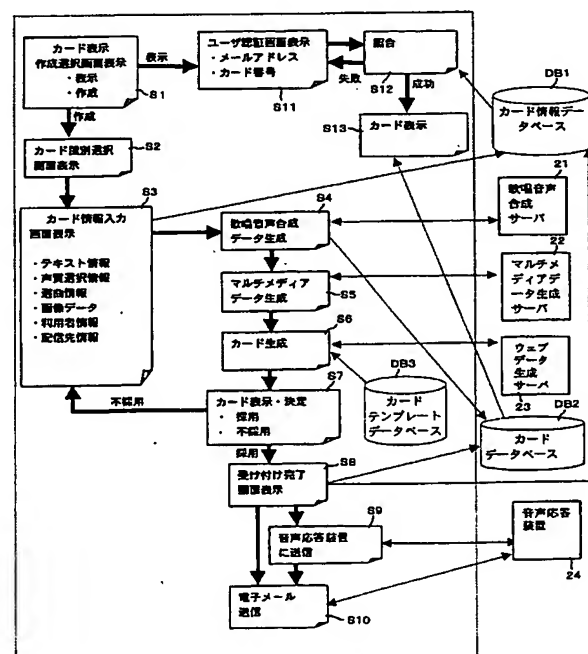 カード表示
作成選択画面表示
・表示
・作成
S1
表示
作成
ユーザ認証画面表示
・メールアドレス
・カード番号
S11
照合
S12
失敗
成功
S13
カード表示
DB1
カード情報データベース
カード識別選択
画面表示
S2
S3
カード情報入力
画面表示
・テキスト情報
・声質選択情報
・選曲情報
・画像データ
・利用者情報
・配信先情報
S4
歌唱音声合成
データ生成
マルチメディア
データ生成
S5
S6
カード生成
S7
カード表示・決定
・ 採用
・ 不採用
不採用
採用
S8
受け付け完了
画面表示
S9
音声応答装置
に送信
電子メール
送信
S10
21
歌唱音声
合成
サーバ
22
マルチメ
ディアデー
タ生成
サーバ
ウェブ
データ
生成
サーバ
23
DB3
カード
テンプレート
データベース
DB2
カード
データベース
音声応答
装置
24